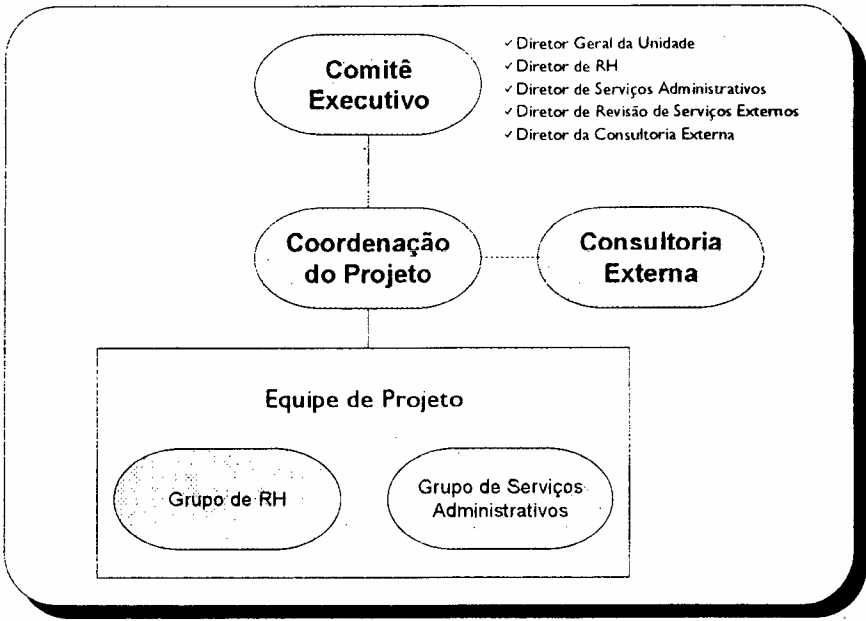 Comitê
Executivo
✓ Diretor Geral da Unidade
✓ Diretor de RH
✓ Diretor de Serviços Administrativos
✓ Diretor de Revisão de Serviços Externos
✓ Diretor da Consultoria Externa
Coordenação
do Projeto
Consultoria
Externa
Equipe de Projeto
Grupo de RH
Grupo de Serviços
Administrativos